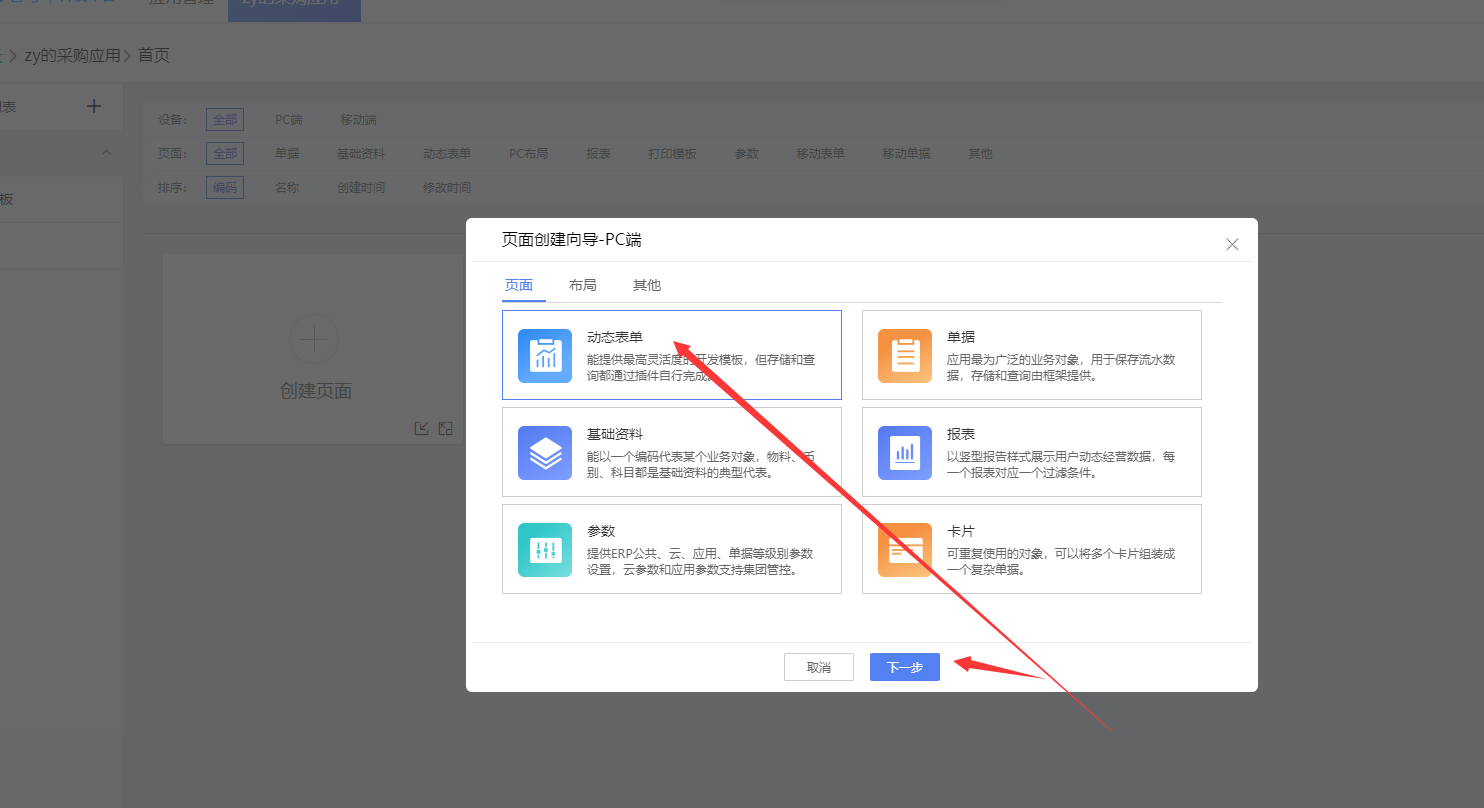 应用管理
zy的采购应用
zy的采购应用
首页
表
设备：
全部
PC端
移动端
页面：
全部
单据
基础资料
动态表单
PC布局
报表
打印模板
参数
移动表单
移动单据
其他
排序：
编码
名称
创建时间
修改时间
板
创建页面
页面创建向导-PC端
页面
布局
其他
动态表单
能提供最高灵活度的开发模板，但存储和查
询都通过插件自行完成。
单据
应用最为广泛的业务对象，用于保存流水数
据，存储和查询由框架提供。
基础资料
能以一个编码代表某个业务对象，物料、币
别、科目都是基础资料的典型代表。
报表
以竖型报告样式展示用户动态经营数据，每
一个报表对应一个过滤条件。
参数
提供ERP公共、云、应用、单据等级别参数
设置，云参数和应用参数支持集团管控。
卡片
可重复使用的对象，可以将多个卡片组装成
一个复杂单据。
取消
下一步